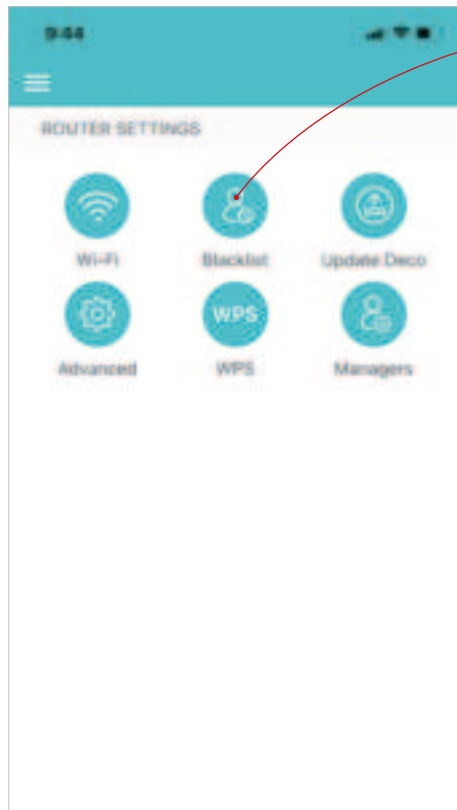 9:44
ROUTER SETTINGS
Wi-Fi Blacklist Update Deco
WPS
Advanced WPS Managers